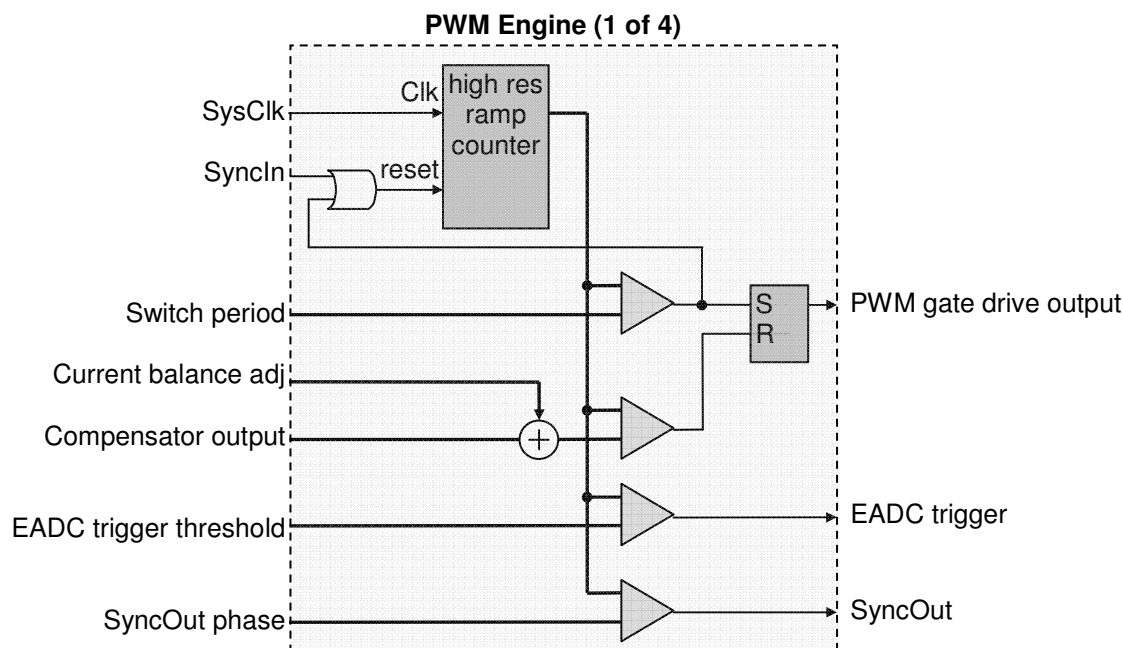 PWM Engine (1 of 4)
SysClk
Clk
high res
ramp
counter
SyncIn
reset
Switch period
S
R
PWM gate drive output
Current balance adj
Compensator output
+
EADC trigger threshold
EADC trigger
SyncOut phase
SyncOut